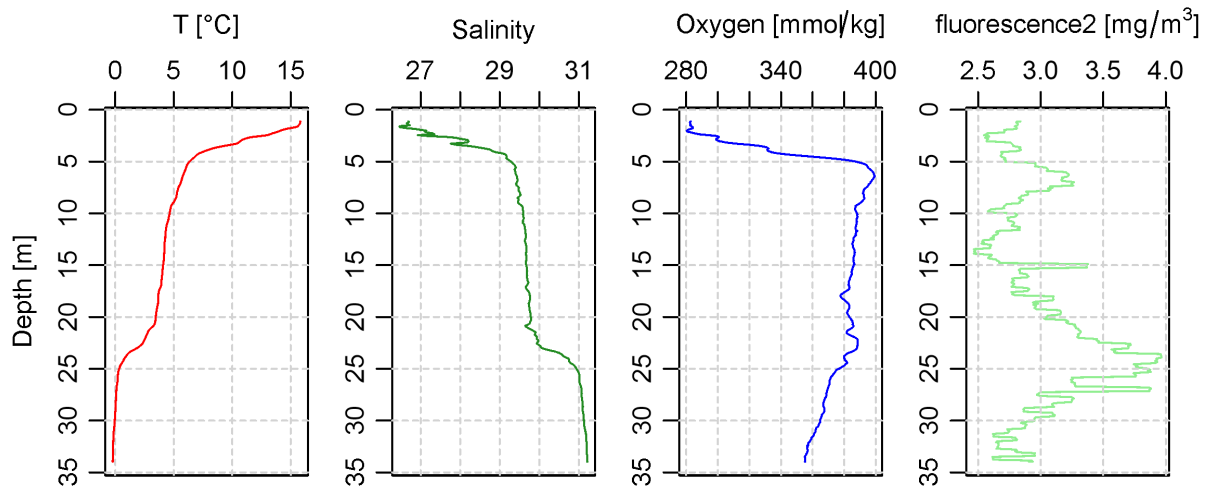 T [°C]
Salinity
Oxygen [mmol/kg]
fluorescence2 [mg/m³]
0 5 10 15
27 29 31
280 340 400
2.5 3.0 3.5 4.0
Depth [m]
0 5 10 15 20 25 30 35
0 5 10 15 20 25 30 35
0 5 10 15 20 25 30 35
0 5 10 15 20 25 30 35